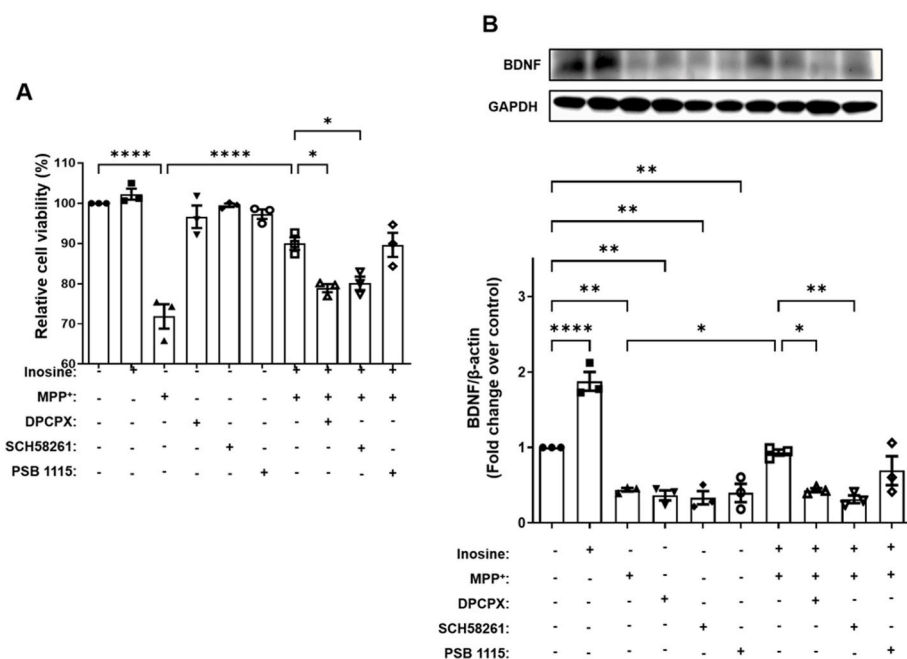 A
****
****
*
*
Relative cell viability (%)
110
100
90
80
70
60
Inosine: - + - - - - + + + +
MPP+: - - + - - - + + + +
DPCPX: - - - + - - - + - -
SCH58261: - - - - + - - - + -
PSB 1115: - - - - - + - - - +
B
BDNF
GAPDH
**
**
**
**
**
****
*
*
BDNF/β-actin
(Fold change over control)
3
2
1
0
Inosine: - + - - - - + + + +
MPP+: - - + - - - + + + +
DPCPX: - - - + - - - + - -
SCH58261: - - - - + - - - + -
PSB 1115: - - - - - + - - - +